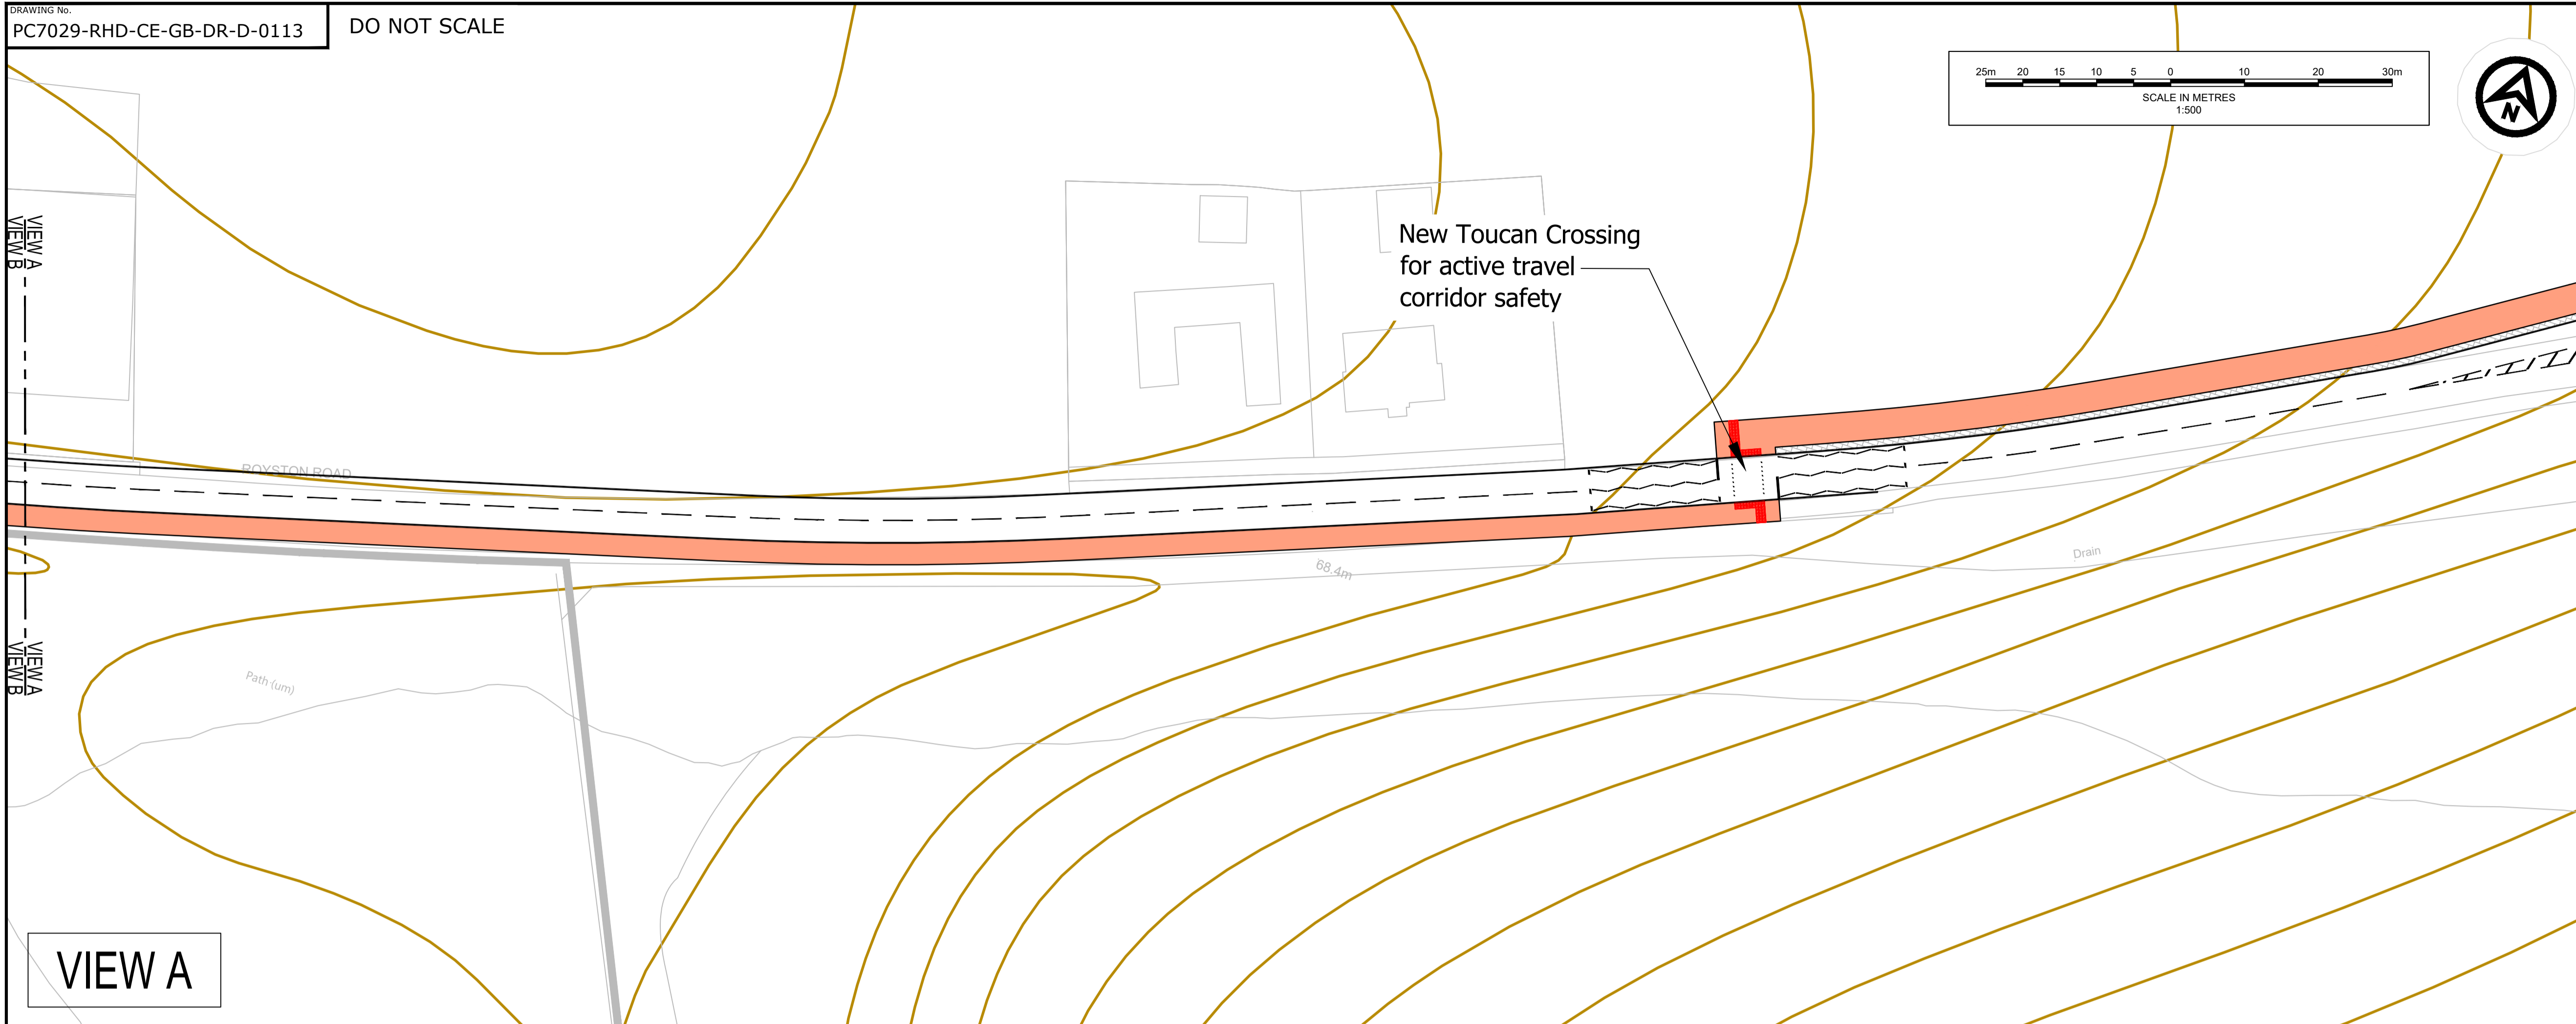 DRAWING No.
PC7029-RHD-CE-GB-DR-D-0113
DO NOT SCALE
25m 20 15 10 5 0 10 20 30m
SCALE IN METRES
1:500
N
VIEW A
VIEW B
New Toucan Crossing
for active travel
corridor safety
ROYSTON ROAD
68.4m
Drain
VIEW A
VIEW B
Path (um)
VIEW A